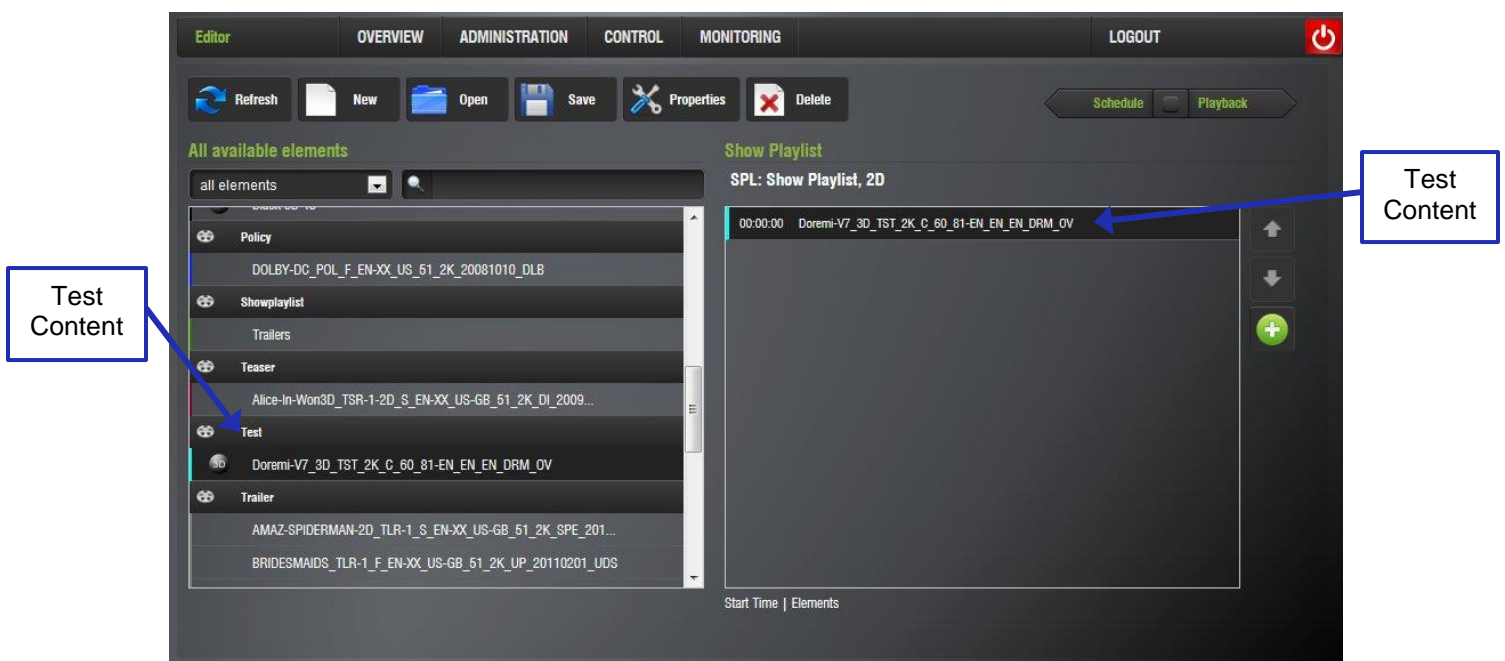 Editor OVERVIEW ADMINISTRATION CONTROL MONITORING LOGOUT
Refresh New Open Save Properties Delete Schedule Playback
All available elements
all elements
Policy
DOLBY-DC_POL_F_EN-XX_US_51_2K_20081010_DLB
Showplaylist
Trailers
Teaser
Alice-In-Won3D_TSR-1-2D_S_EN-XX_US-GB_51_2K_DI_2009...
Test
3D Doremi-V7_3D_TST_2K_C_60_81-EN_EN_EN_DRM_OV
Trailer
AMAZ-SPIDERMAN-2D_TLR-1_S_EN-XX_US-GB_51_2K_SPE_201...
BRIDESMAIDS_TLR-1_F_EN-XX_US-GB_51_2K_UP_20110201_UDS
Show Playlist
SPL: Show Playlist, 2D
00:00:00 Doremi-V7_3D_TST_2K_C_60_81-EN_EN_EN_DRM_OV
Start Time | Elements
Test
Content
Test
Content